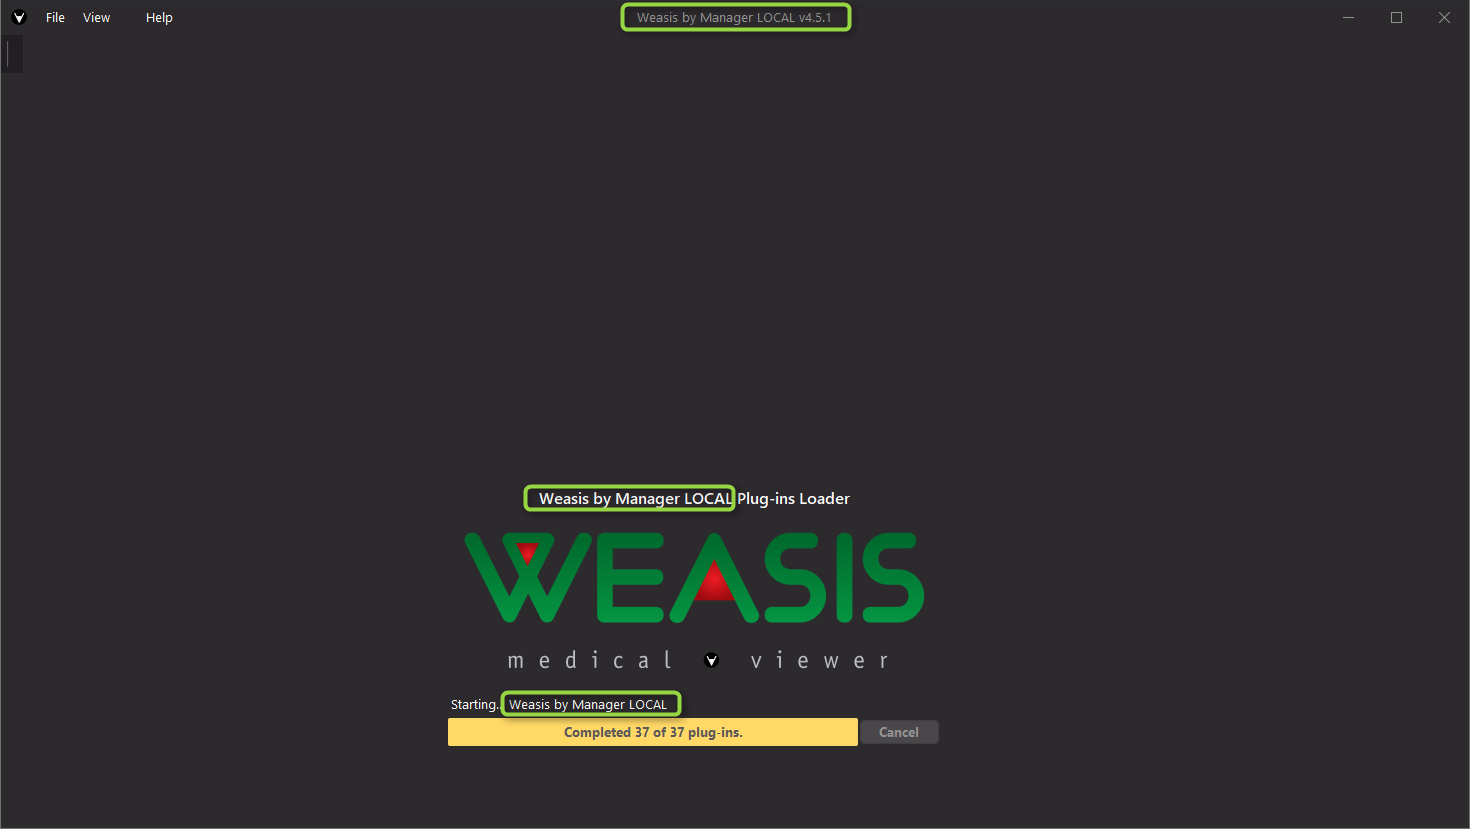 File View Help
Weasis by Manager LOCAL v4.5.1
Weasis by Manager LOCAL Plug-ins Loader
WEASIS
medical viewer
Starting.. Weasis by Manager LOCAL
Completed 37 of 37 plug-ins.
Cancel